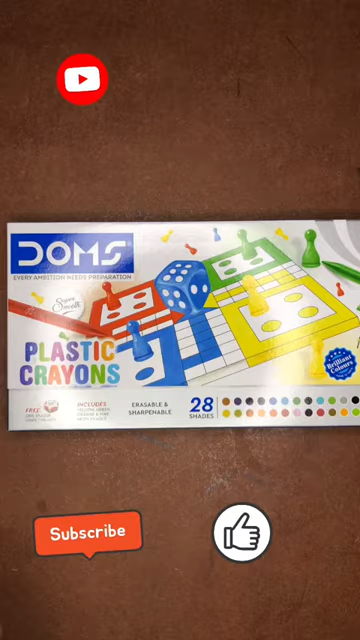 DOMS
EVERY AMBITION NEEDS PREPARATION
Super Smooth
PLASTIC
CRAYONS
Brilliant
Colours
FREE
INCLUDES
ERASABLE &
SHARPENABLE
28
SHADES
Subscribe